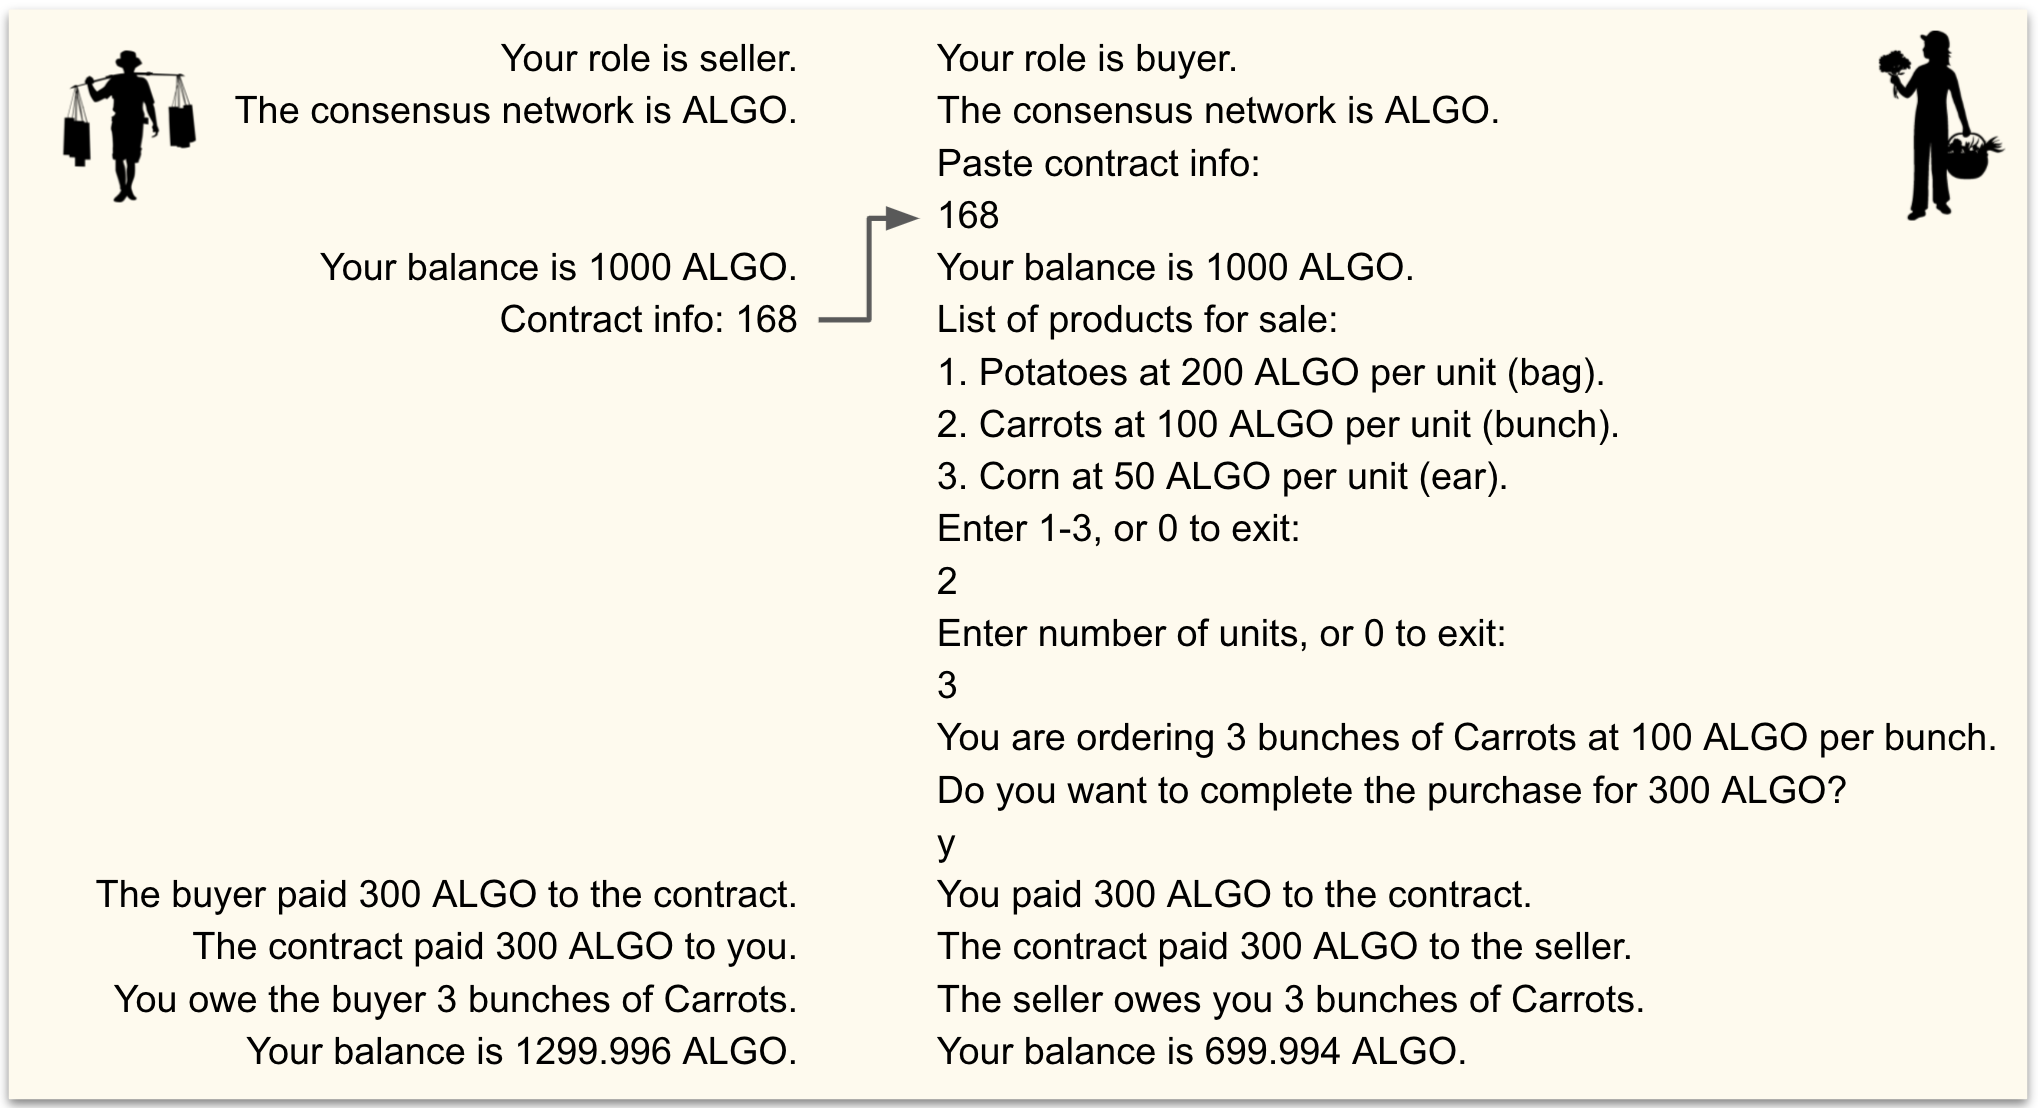 Your role is seller.
The consensus network is ALGO.
Your balance is 1000 ALGO.
Contract info: 168
The buyer paid 300 ALGO to the contract.
The contract paid 300 ALGO to you.
You owe the buyer 3 bunches of Carrots.
Your balance is 1299.996 ALGO.
Your role is buyer.
The consensus network is ALGO.
Paste contract info:
168
Your balance is 1000 ALGO.
List of products for sale:
1. Potatoes at 200 ALGO per unit (bag).
2. Carrots at 100 ALGO per unit (bunch).
3. Corn at 50 ALGO per unit (ear).
Enter 1-3, or 0 to exit:
2
Enter number of units, or 0 to exit:
3
You are ordering 3 bunches of Carrots at 100 ALGO per bunch.
Do you want to complete the purchase for 300 ALGO?
y
You paid 300 ALGO to the contract.
The contract paid 300 ALGO to the seller.
The seller owes you 3 bunches of Carrots.
Your balance is 699.994 ALGO.